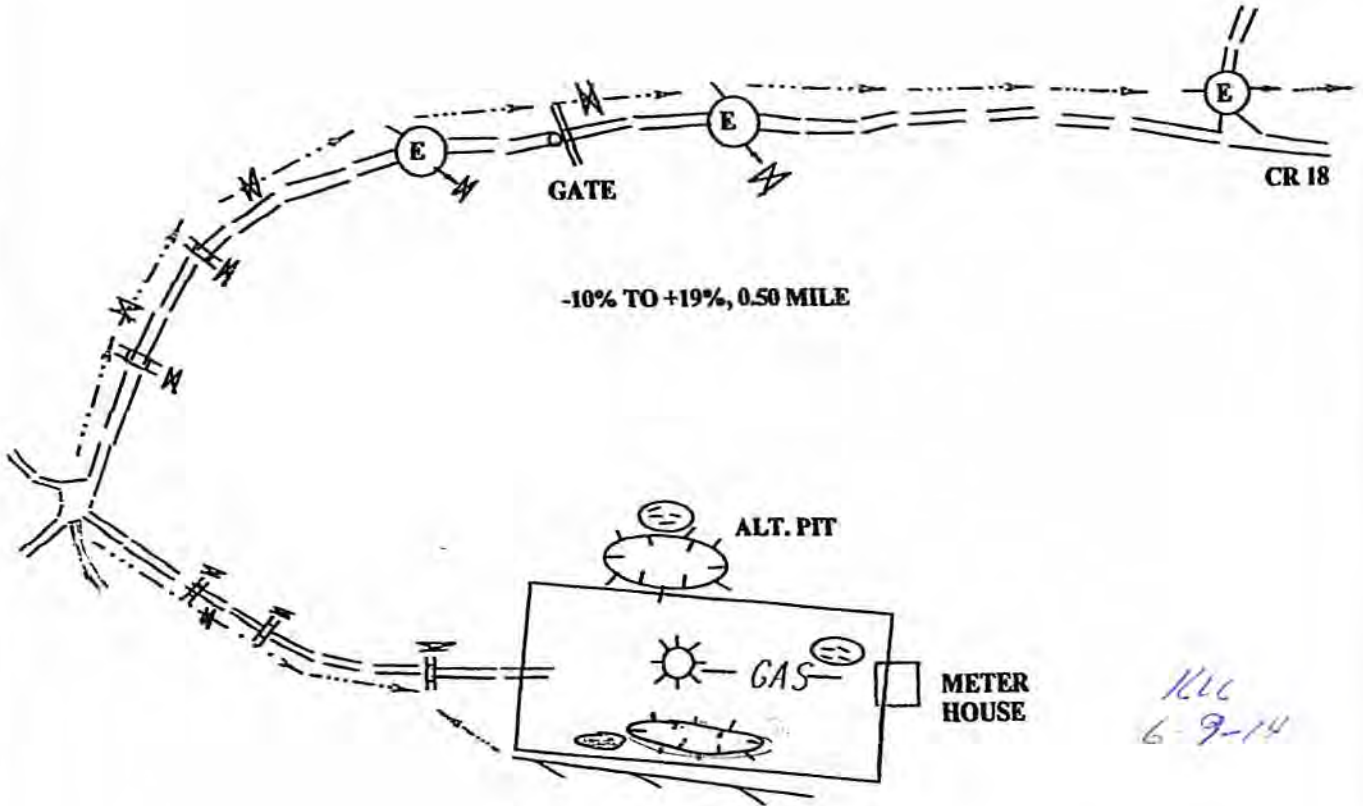 E
E
E
GATE
CR 18
-10% TO +19%, 0.50 MILE
ALT. PIT
GAS
METER
HOUSE
6-9-14